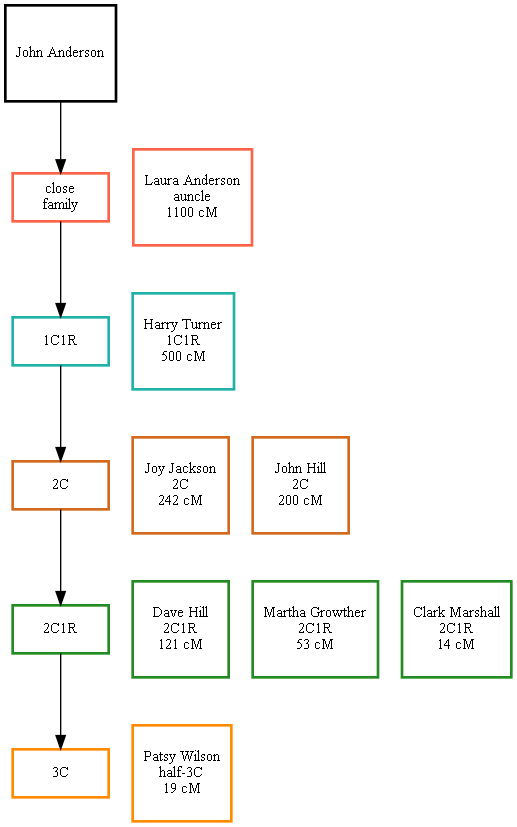 John Anderson
close
family
Laura Anderson
auncle
1100 cM
1C1R
Harry Turner
1C1R
500 cM
2C
Joy Jackson
2C
242 cM
John Hill
2C
200 cM
2C1R
Dave Hill
2C1R
121 cM
Martha Growther
2C1R
53 cM
Clark Marshall
2C1R
14 cM
3C
Patsy Wilson
half-3C
19 cM